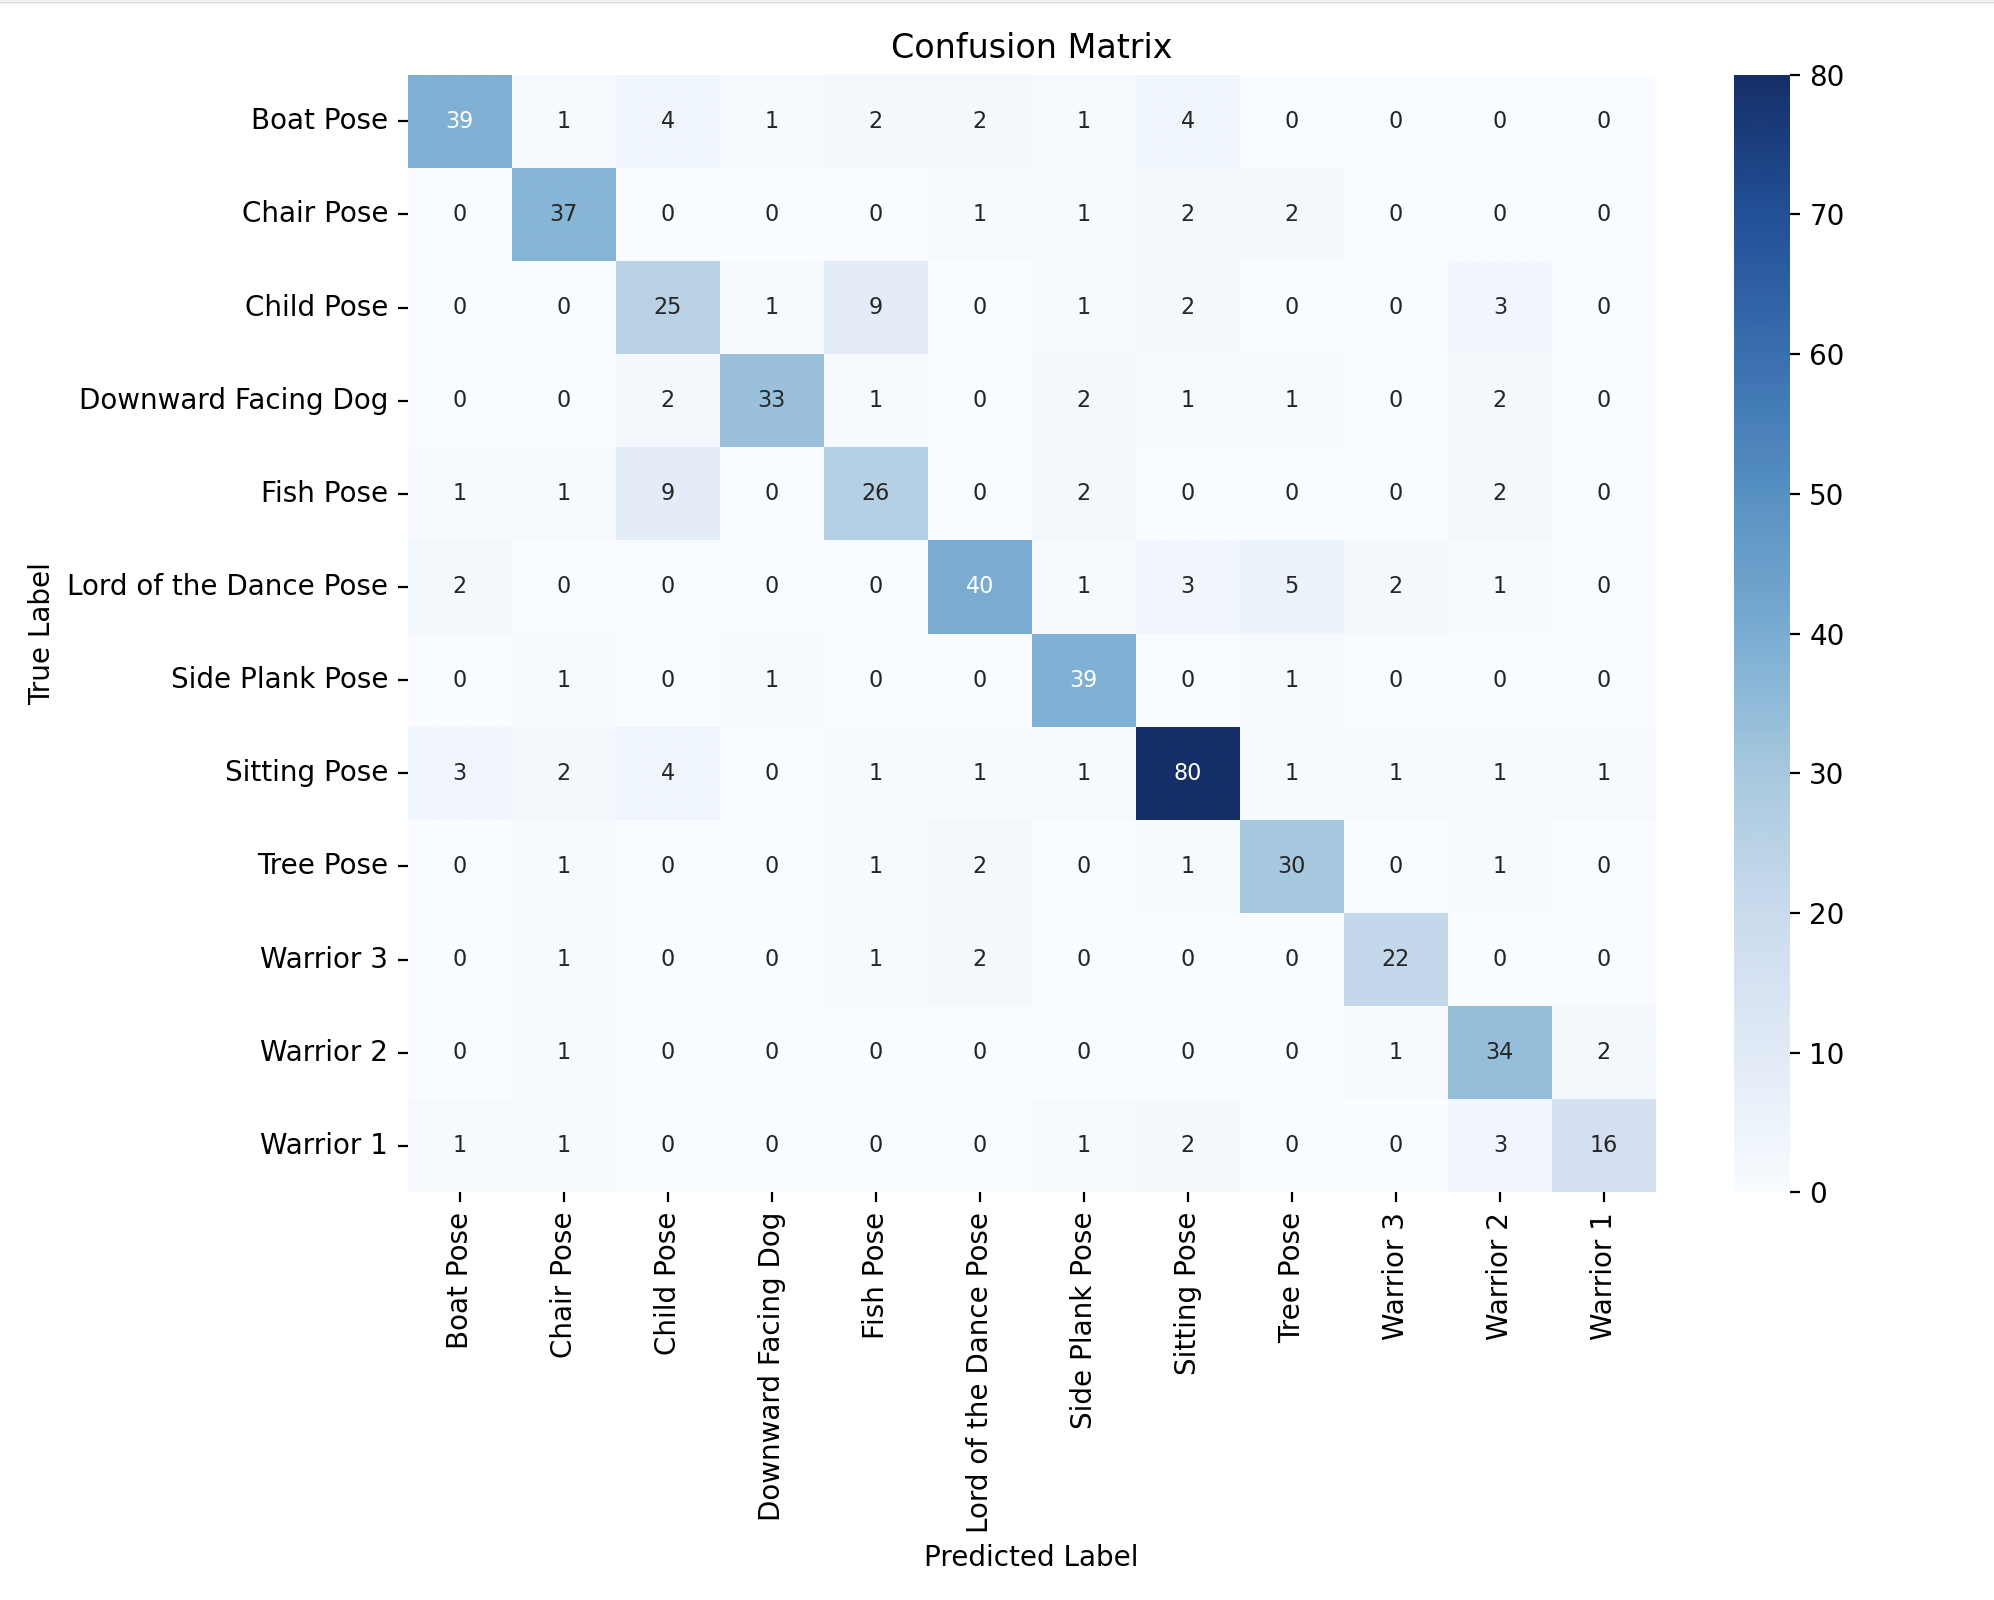 Confusion Matrix
Boat Pose 39 1 4 1 2 2 1 4 0 0 0 0
Chair Pose 0 37 0 0 0 1 1 2 2 0 0 0
Child Pose 0 0 25 1 9 0 1 2 0 0 3 0
Downward Facing Dog 0 0 2 33 1 0 2 1 1 0 2 0
Fish Pose 1 1 9 0 26 0 2 0 0 0 2 0
Lord of the Dance Pose 2 0 0 0 0 40 1 3 5 2 1 0
Side Plank Pose 0 1 0 1 0 0 39 0 1 0 0 0
Sitting Pose 3 2 4 0 1 1 1 80 1 1 1 1
Tree Pose 0 1 0 0 1 2 0 1 30 0 1 0
Warrior 3 0 1 0 0 1 2 0 0 0 22 0 0
Warrior 2 0 1 0 0 0 0 0 0 0 1 34 2
Warrior 1 1 1 0 0 0 0 1 2 0 0 3 16
True Label
Boat Pose
Chair Pose
Child Pose
Downward Facing Dog
Fish Pose
Lord of the Dance Pose
Side Plank Pose
Sitting Pose
Tree Pose
Warrior 3
Warrior 2
Warrior 1
Predicted Label
80
70
60
50
40
30
20
10
0